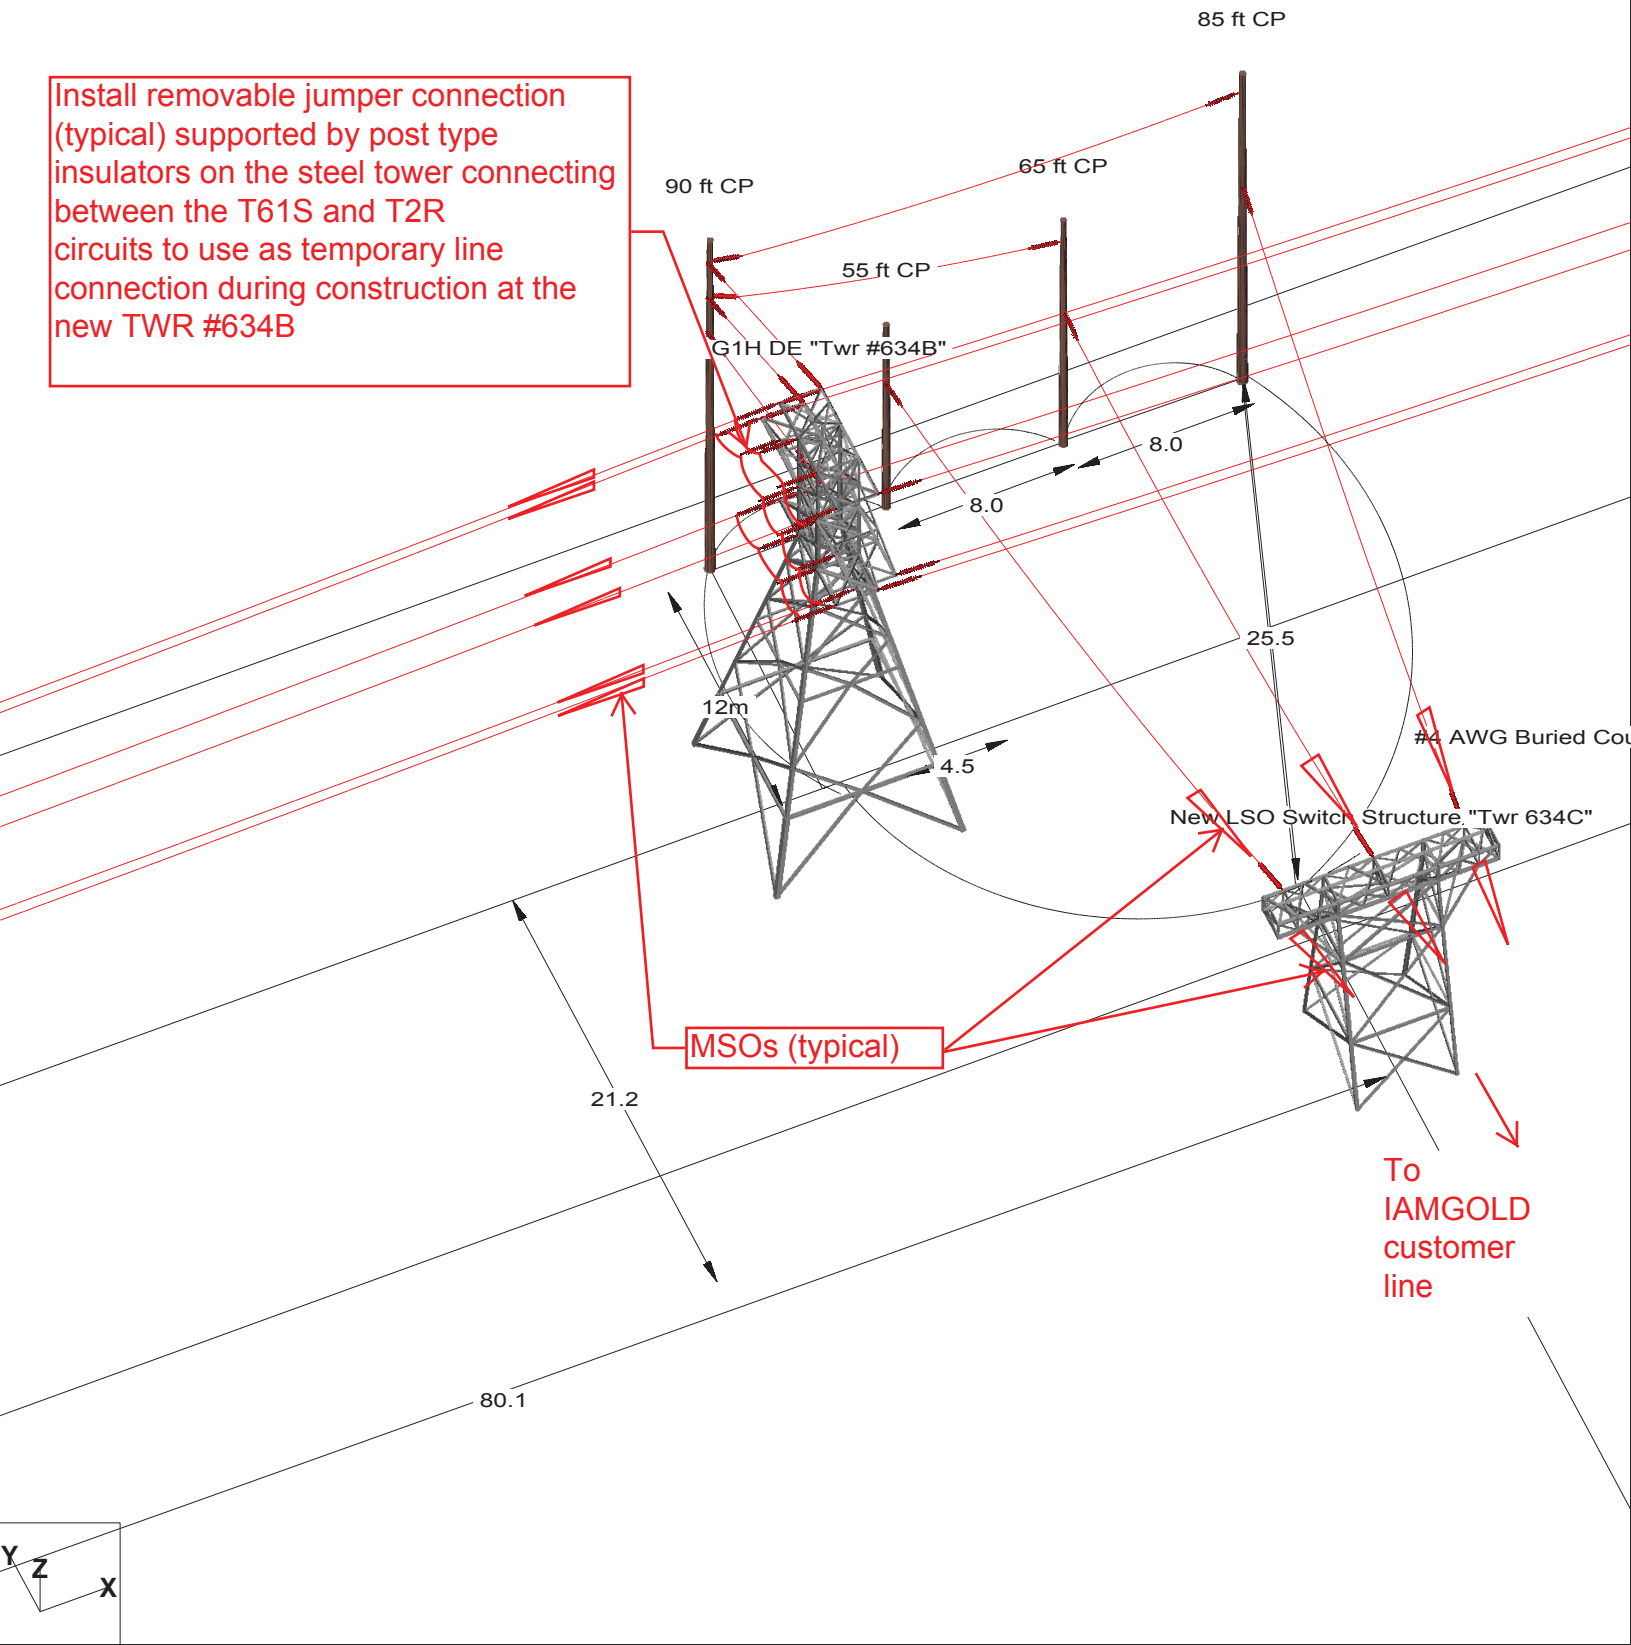 85 ft CP
Install removable jumper connection
(typical) supported by post type
insulators on the steel tower connecting
between the T61S and T2R
circuits to use as temporary line
connection during construction at the
new TWR #634B
65 ft CP
90 ft CP
55 ft CP
G1H DE "Twr #634B"
8.0
8.0
25.5
12m
4.5
#4 AWG Buried Cou
New LSO Switch Structure "Twr 634C"
MSOs (typical)
21.2
To
IAMGOLD
customer
line
80.1
Y
Z
X